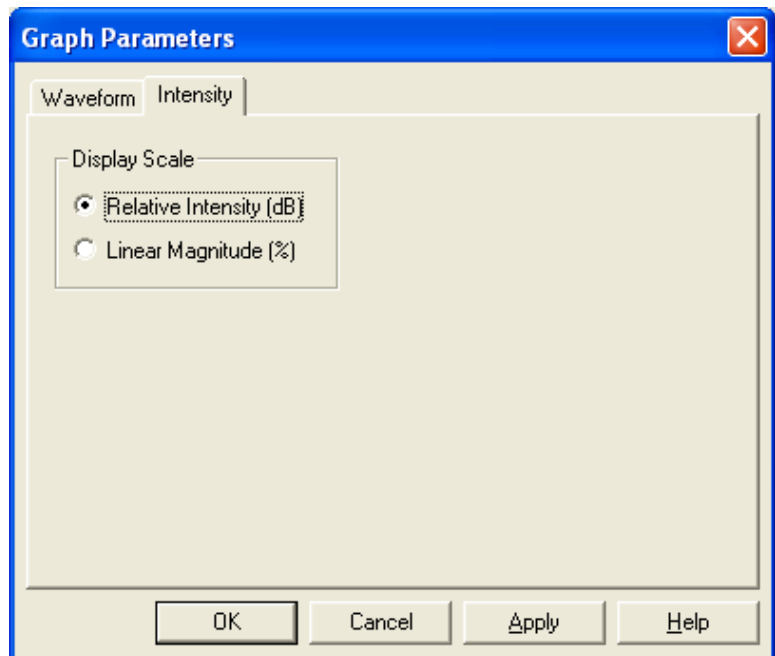 Graph Parameters
Waveform Intensity
Display Scale
Relative Intensity (dB)
Linear Magnitude (%)
OK Cancel Apply Help